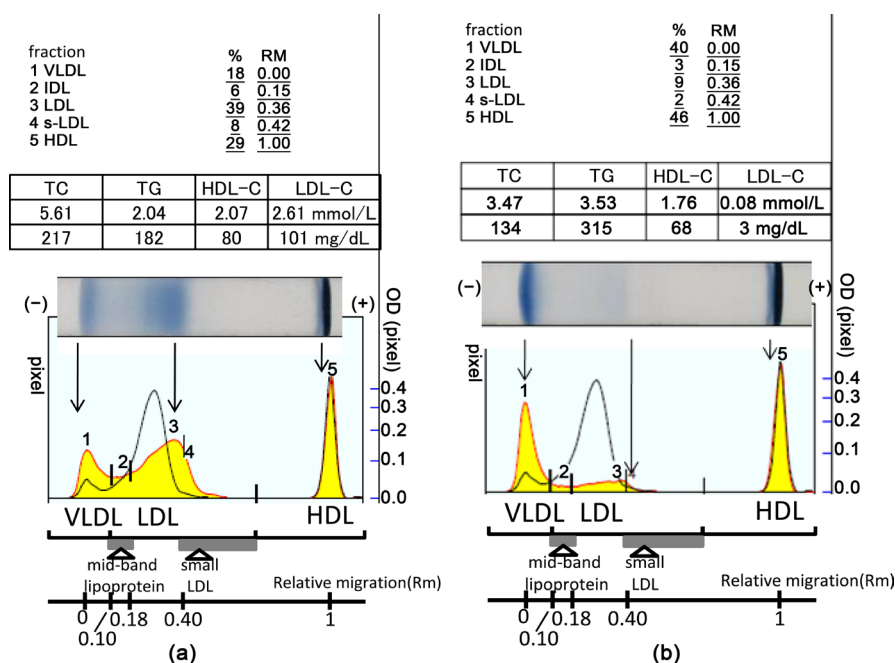 fraction % RM
1 VLDL 18 0.00
2 IDL 6 0.15
3 LDL 39 0.36
4 s-LDL 8 0.42
5 HDL 29 1.00
TC TG HDL-C LDL-C
5.61 2.04 2.07 2.61 mmol/L
217 182 80 101 mg/dL
(−) (+)
OD (pixel)
pixel
1 2 3 4 5
0.4
0.3
0.2
0.1
0.0
VLDL LDL HDL
mid-band lipoprotein
small LDL
Relative migration(Rm)
0 0.10 0.18 0.40 1
(a)
fraction % RM
1 VLDL 40 0.00
2 IDL 3 0.15
3 LDL 9 0.36
4 s-LDL 2 0.42
5 HDL 46 1.00
TC TG HDL-C LDL-C
3.47 3.53 1.76 0.08 mmol/L
134 315 68 3 mg/dL
(−) (+)
OD (pixel)
pixel
1 2 3 5
0.4
0.3
0.2
0.1
0.0
VLDL LDL HDL
mid-band lipoprotein
small LDL
Relative migration(Rm)
0 0.10 0.18 0.40 1
(b)